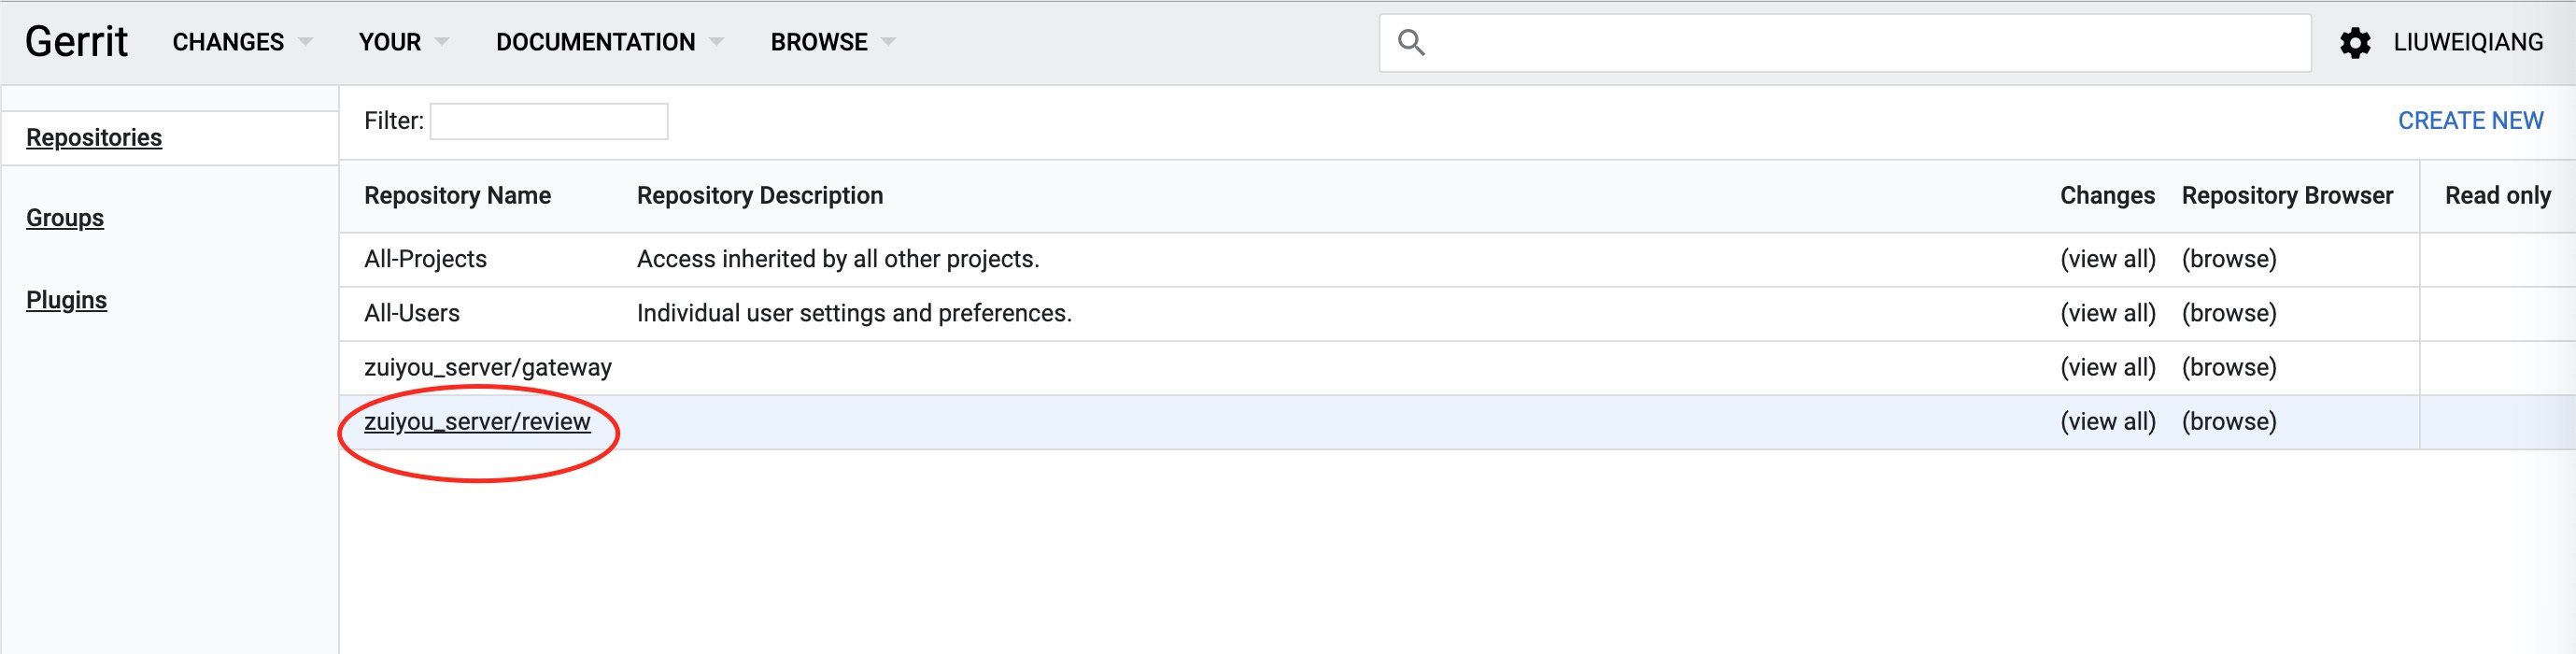 Gerrit CHANGES YOUR DOCUMENTATION BROWSE LIUWEIQIANG
Repositories
Groups
Plugins
Filter: CREATE NEW
Repository Name Repository Description Changes Repository Browser Read only
All-Projects Access inherited by all other projects. (view all) (browse)
All-Users Individual user settings and preferences. (view all) (browse)
zuiyou_server/gateway (view all) (browse)
zuiyou_server/review (view all) (browse)